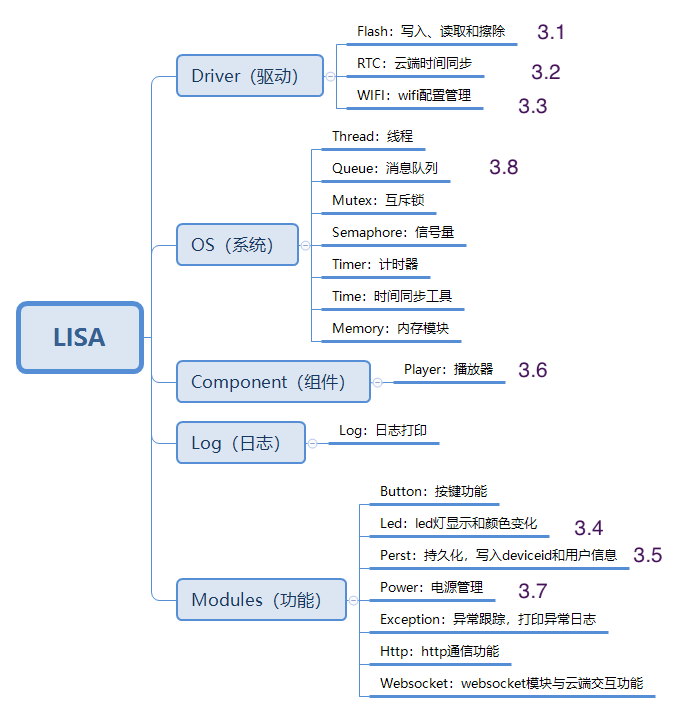 LISA
Driver（驱动）
Flash：写入、读取和擦除 3.1
RTC：云端时间同步 3.2
WIFI：wifi配置管理 3.3
OS（系统）
Thread：线程
Queue：消息队列 3.8
Mutex：互斥锁
Semaphore：信号量
Timer：计时器
Time：时间同步工具
Memory：内存模块
Component（组件）
Player：播放器 3.6
Log（日志）
Log：日志打印
Modules（功能）
Button：按键功能
Led：led灯显示和颜色变化 3.4
Perst：持久化，写入deviceid和用户信息 3.5
Power：电源管理 3.7
Exception：异常跟踪，打印异常日志
Http：http通信功能
Websocket：websocket模块与云端交互功能